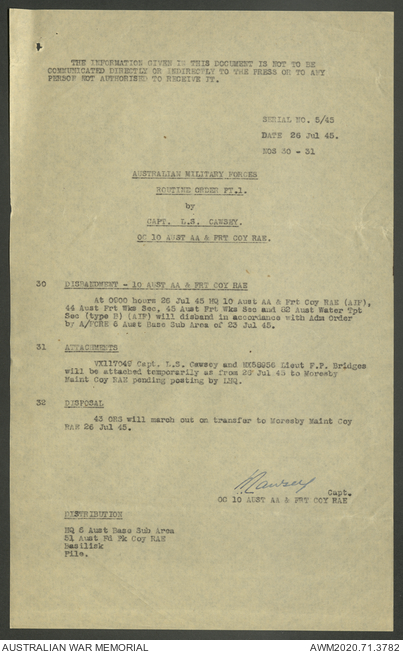 THE INFORMATION GIVEN IN THIS DOCUMENT IS NOT TO BE
COMMUNICATED DIRECTLY OR INDIRECTLY TO THE PRESS OR TO ANY
PERSON NOT AUTHORISED TO RECEIVE IT.
SERIAL NO. 5/45
DATE 26 Jul 45.
NOS 30 - 31
AUSTRALIAN MILITARY FORCES
ROUTINE ORDER PT.1.
by
CAPT. L.S. CAWSEY.
OC 10 AUST AA & FRT COY RAE.
30 DISBANDMENT - 10 AUST AA & FRT COY RAE
At 0000 hours 26 Jul 45 HQ 10 Aust AA & Frt Coy RAE (AIF),
44 Aust Frt Wks Sec, 45 Aust Frt Wks Sec and 52 Aust Water Tpt
Sec (type B) (AIF) will disband in accordance with Adm Order
by A/FCRE 8 Aust Base Sub Area of 23 Jul 45.
31 ATTACHMENTS
VX117047 Capt. L.S. Cawsey and Lieut F.P. Bridges
will be attached temporarily as from 26 Jul 45 to Moresby
Maint Coy RAE pending posting by LHQ.
32 DISPOSAL
43 ORS will march out on transfer to Moresby Maint Coy
RAE 26 Jul 45.
Cawsey
Capt.
OC 10 AUST AA & FRT COY RAE
DISTRIBUTION
HQ 8 Aust Base Sub Area
51 Aust Fd Pk Coy RAE
Basilisk
File.
AUSTRALIAN WAR MEMORIAL AWM2020.71.3782